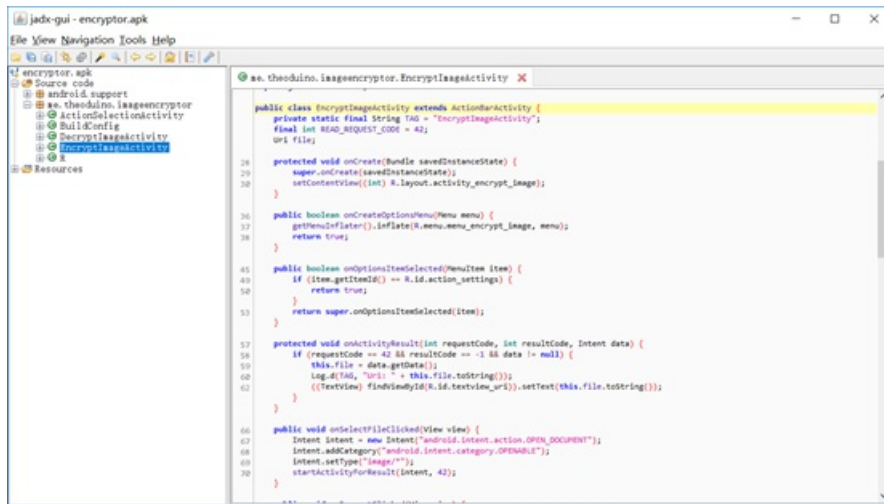 jadx-gui - encryptor.apk
File View Navigation Tools Help
encryptor.apk
Source code
android.support
me.theoduino.imageencryptor
ActionSelectionActivity
BuildConfig
DecryptImageActivity
EncryptImageActivity
R
Resources
me.theoduino.imageencryptor.EncryptImageActivity
public class EncryptImageActivity extends ActionBarActivity {
private static final String TAG = "EncryptImageActivity";
final int READ_REQUEST_CODE = 42;
Uri file;
28 protected void onCreate(Bundle savedInstanceState) {
29 super.onCreate(savedInstanceState);
30 setContentView((int) R.layout.activity_encrypt_image);
}
36 public boolean onCreateOptionsMenu(Menu menu) {
37 getMenuInflater().inflate(R.menu.menu_encrypt_image, menu);
38 return true;
}
45 public boolean onOptionsItemSelected(MenuItem item) {
49 if (item.getItemId() == R.id.action_settings) {
50 return true;
}
53 return super.onOptionsItemSelected(item);
}
57 protected void onActivityResult(int requestCode, int resultCode, Intent data) {
58 if (requestCode == 42 && resultCode == -1 && data != null) {
59 this.file = data.getData();
60 Log.d(TAG, "Uri: " + this.file.toString());
62 ((TextView) findViewById(R.id.textview_uri)).setText(this.file.toString());
}
}
66 public void onSelectFileClicked(View view) {
67 Intent intent = new Intent("android.intent.action.OPEN_DOCUMENT");
68 intent.addCategory("android.intent.category.OPENABLE");
69 intent.setType("image/*");
70 startActivityForResult(intent, 42);
}